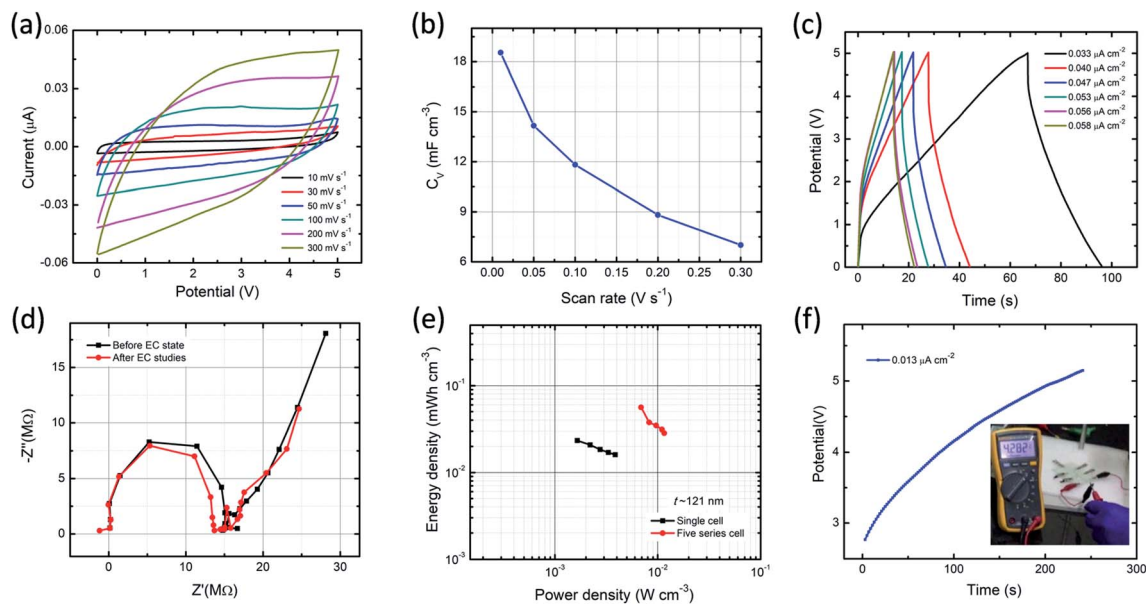 (a)
0.06
0.03
0.00
-0.03
-0.06
Current (μA)
0 1 2 3 4 5
Potential (V)
10 mV s⁻¹
30 mV s⁻¹
50 mV s⁻¹
100 mV s⁻¹
200 mV s⁻¹
300 mV s⁻¹
(b)
18
15
12
9
6
C_V (mF cm⁻³)
0.00 0.05 0.10 0.15 0.20 0.25 0.30
Scan rate (V s⁻¹)
(c)
6
5
4
3
2
1
0
Potential (V)
0 20 40 60 80 100
Time (s)
0.033 μA cm⁻²
0.040 μA cm⁻²
0.047 μA cm⁻²
0.053 μA cm⁻²
0.056 μA cm⁻²
0.058 μA cm⁻²
(d)
15
10
5
0
-Z''(MΩ)
0 10 20 30 40
Z'(MΩ)
Before EC state
After EC studies
(e)
10⁻¹
10⁻²
10⁻³
Energy density (mWh cm⁻³)
10⁻³ 10⁻² 10⁻¹
Power density (W cm⁻³)
t~121 nm
Single cell
Five series cell
(f)
5
4
3
Potential(V)
0 100 200 300
Time (s)
0.013 μA cm⁻²